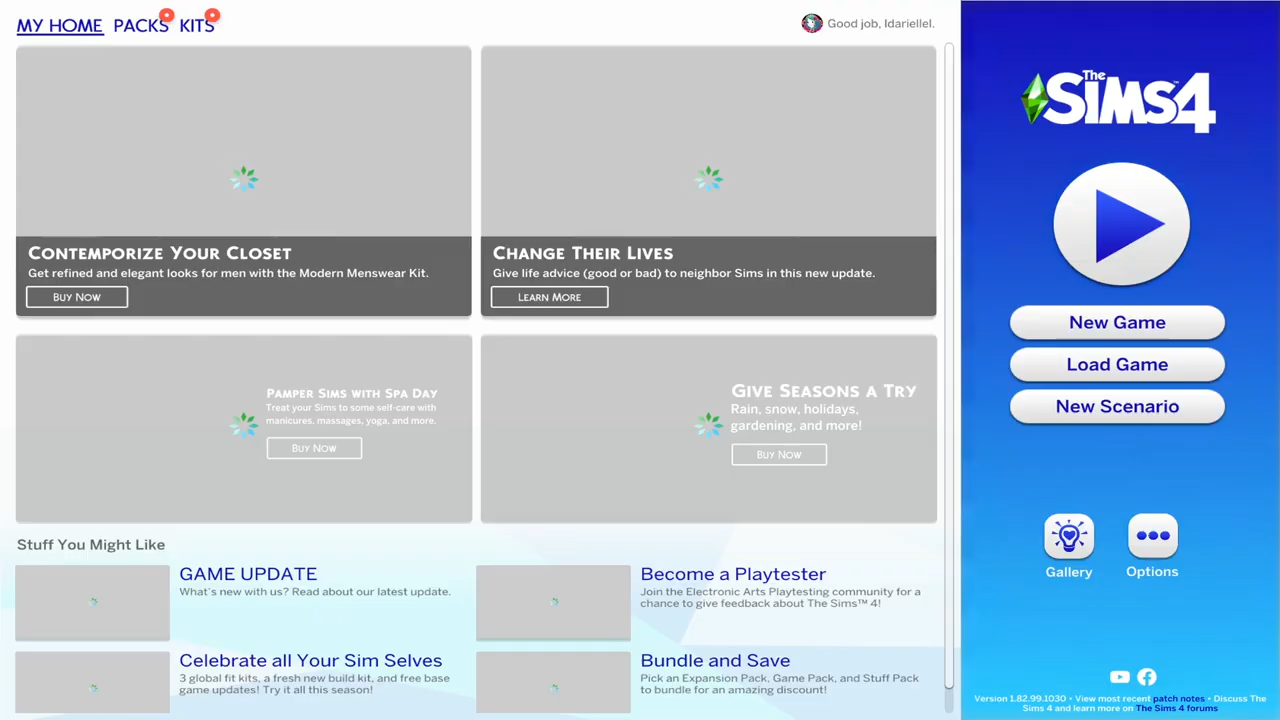 MY HOME PACKS KITS
Good job, Idariellel.
CONTEMPORIZE YOUR CLOSET
Get refined and elegant looks for men with the Modern Menswear Kit.
BUY NOW
CHANGE THEIR LIVES
Give life advice (good or bad) to neighbor Sims in this new update.
LEARN MORE
PAMPER SIMS WITH SPA DAY
Treat your Sims to some self-care with
manicures, massages, yoga, and more.
BUY NOW
GIVE SEASONS A TRY
Rain, snow, holidays,
gardening, and more!
BUY NOW
Stuff You Might Like
GAME UPDATE
What's new with us? Read about our latest update.
Become a Playtester
Join the Electronic Arts Playtesting community for a
chance to give feedback about The Sims™ 4!
Celebrate all Your Sim Selves
3 global fit kits, a fresh new build kit, and free base
game updates! Try it all this season!
Bundle and Save
Pick an Expansion Pack, Game Pack, and Stuff Pack
to bundle for an amazing discount!
The SIMS 4
New Game
Load Game
New Scenario
Gallery
Options
Version 1.82.99.1030 • View most recent patch notes • Discuss The
Sims 4 and learn more on The Sims 4 forums